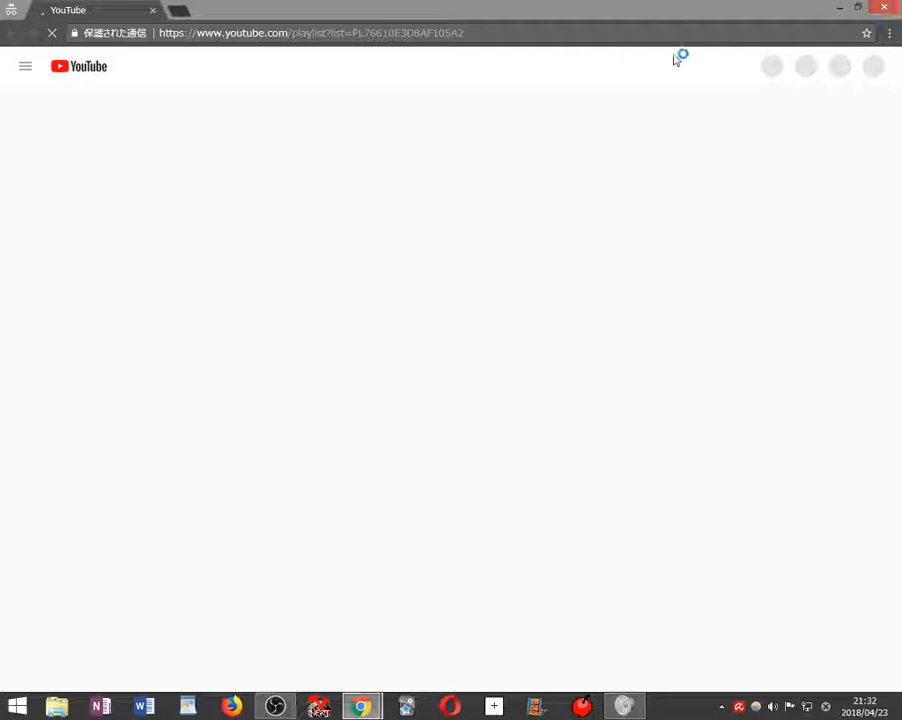 YouTube
保護された通信 | https://www.youtube.com/playlist?list=PL76610E3D8AF105A2
YouTube
21:32
2018/04/23